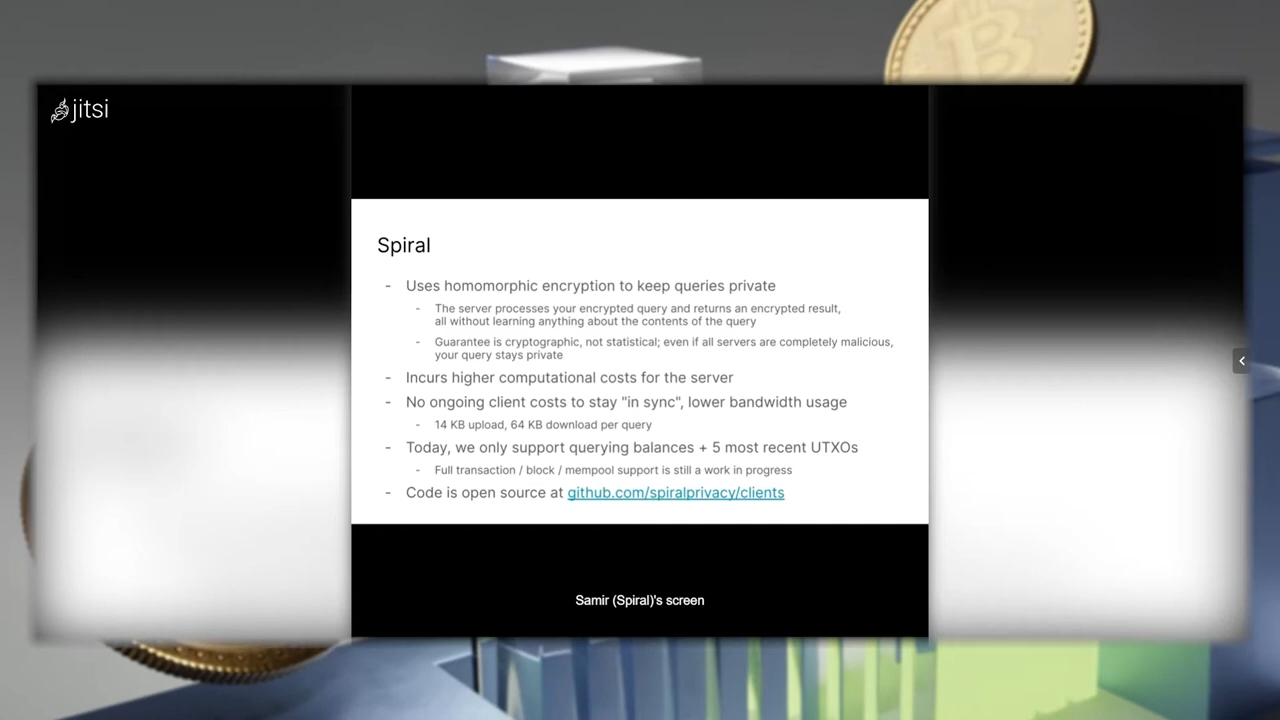 jitsi
Spiral
- Uses homomorphic encryption to keep queries private
- The server processes your encrypted query and returns an encrypted result,
all without learning anything about the contents of the query
- Guarantee is cryptographic, not statistical; even if all servers are completely malicious,
your query stays private
- Incurs higher computational costs for the server
- No ongoing client costs to stay "in sync", lower bandwidth usage
- 14 KB upload, 64 KB download per query
- Today, we only support querying balances + 5 most recent UTXOs
- Full transaction / block / mempool support is still a work in progress
- Code is open source at github.com/spiralprivacy/clients
Samir (Spiral)'s screen